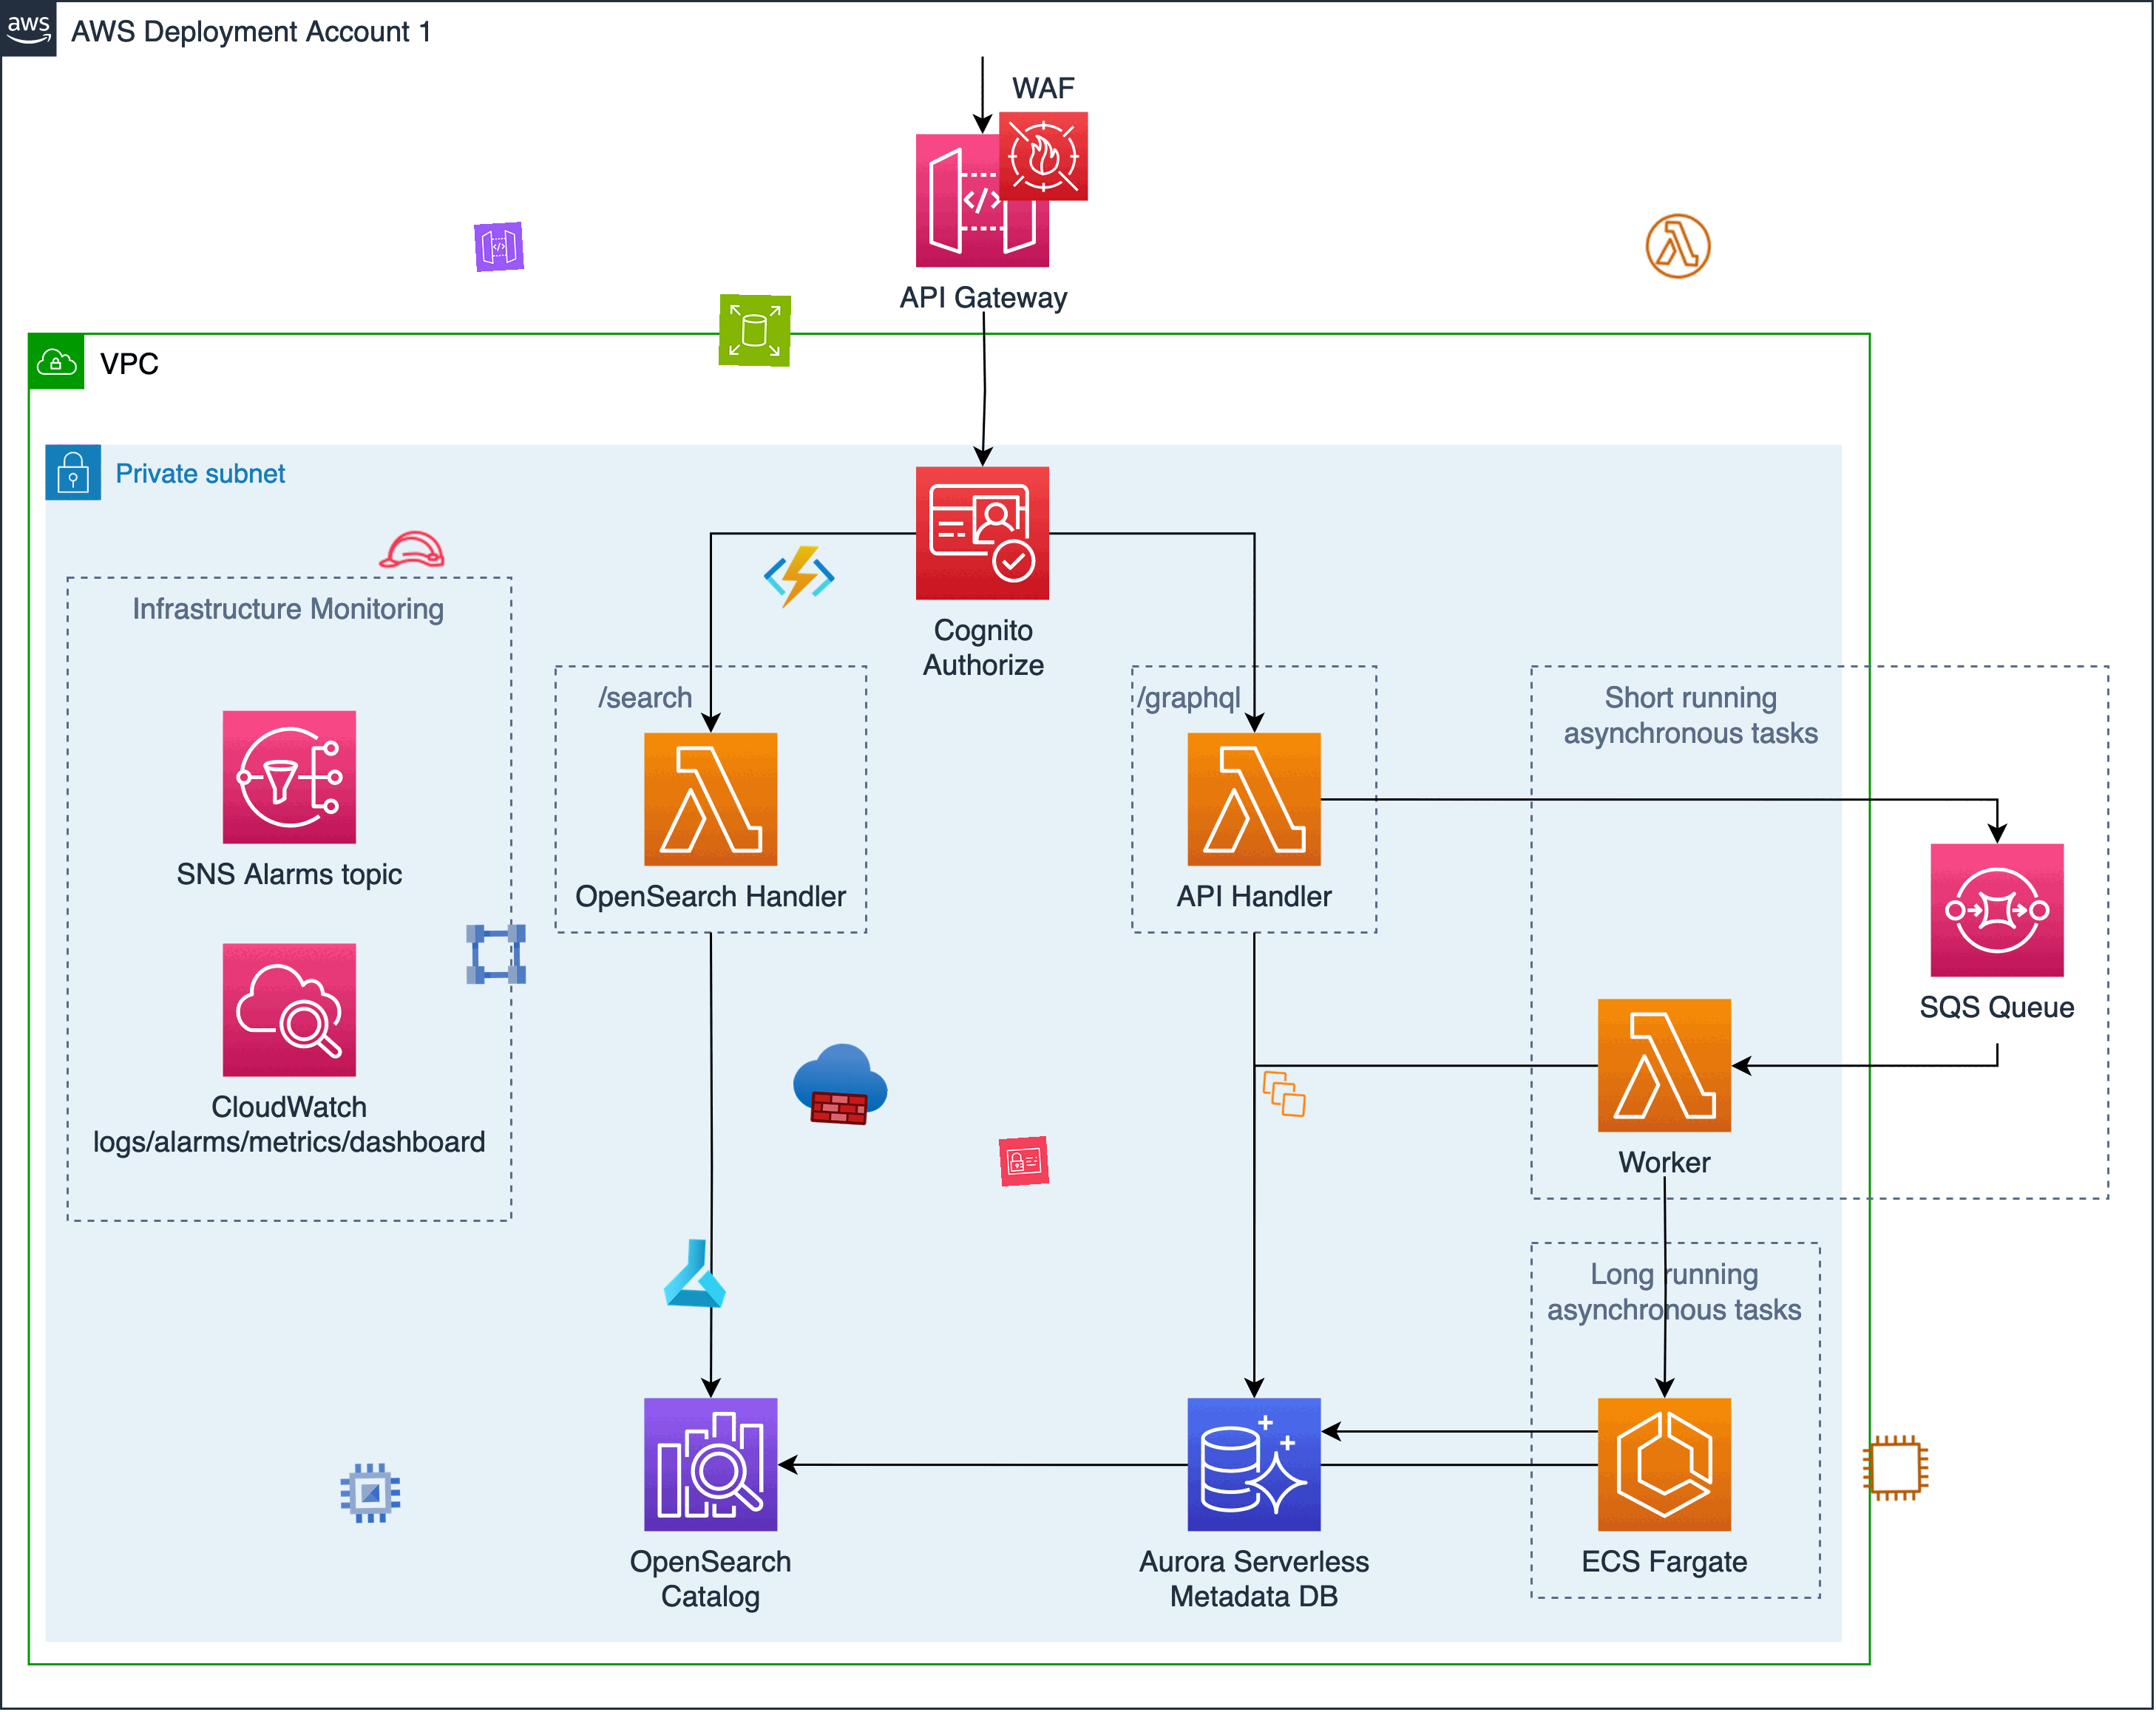 aws
AWS Deployment Account 1
WAF
API Gateway
VPC
Private subnet
Cognito
Authorize
Infrastructure Monitoring
/search
/graphql
Short running
asynchronous tasks
SNS Alarms topic
OpenSearch Handler
API Handler
SQS Queue
CloudWatch
logs/alarms/metrics/dashboard
Worker
Long running
asynchronous tasks
OpenSearch
Catalog
Aurora Serverless
Metadata DB
ECS Fargate